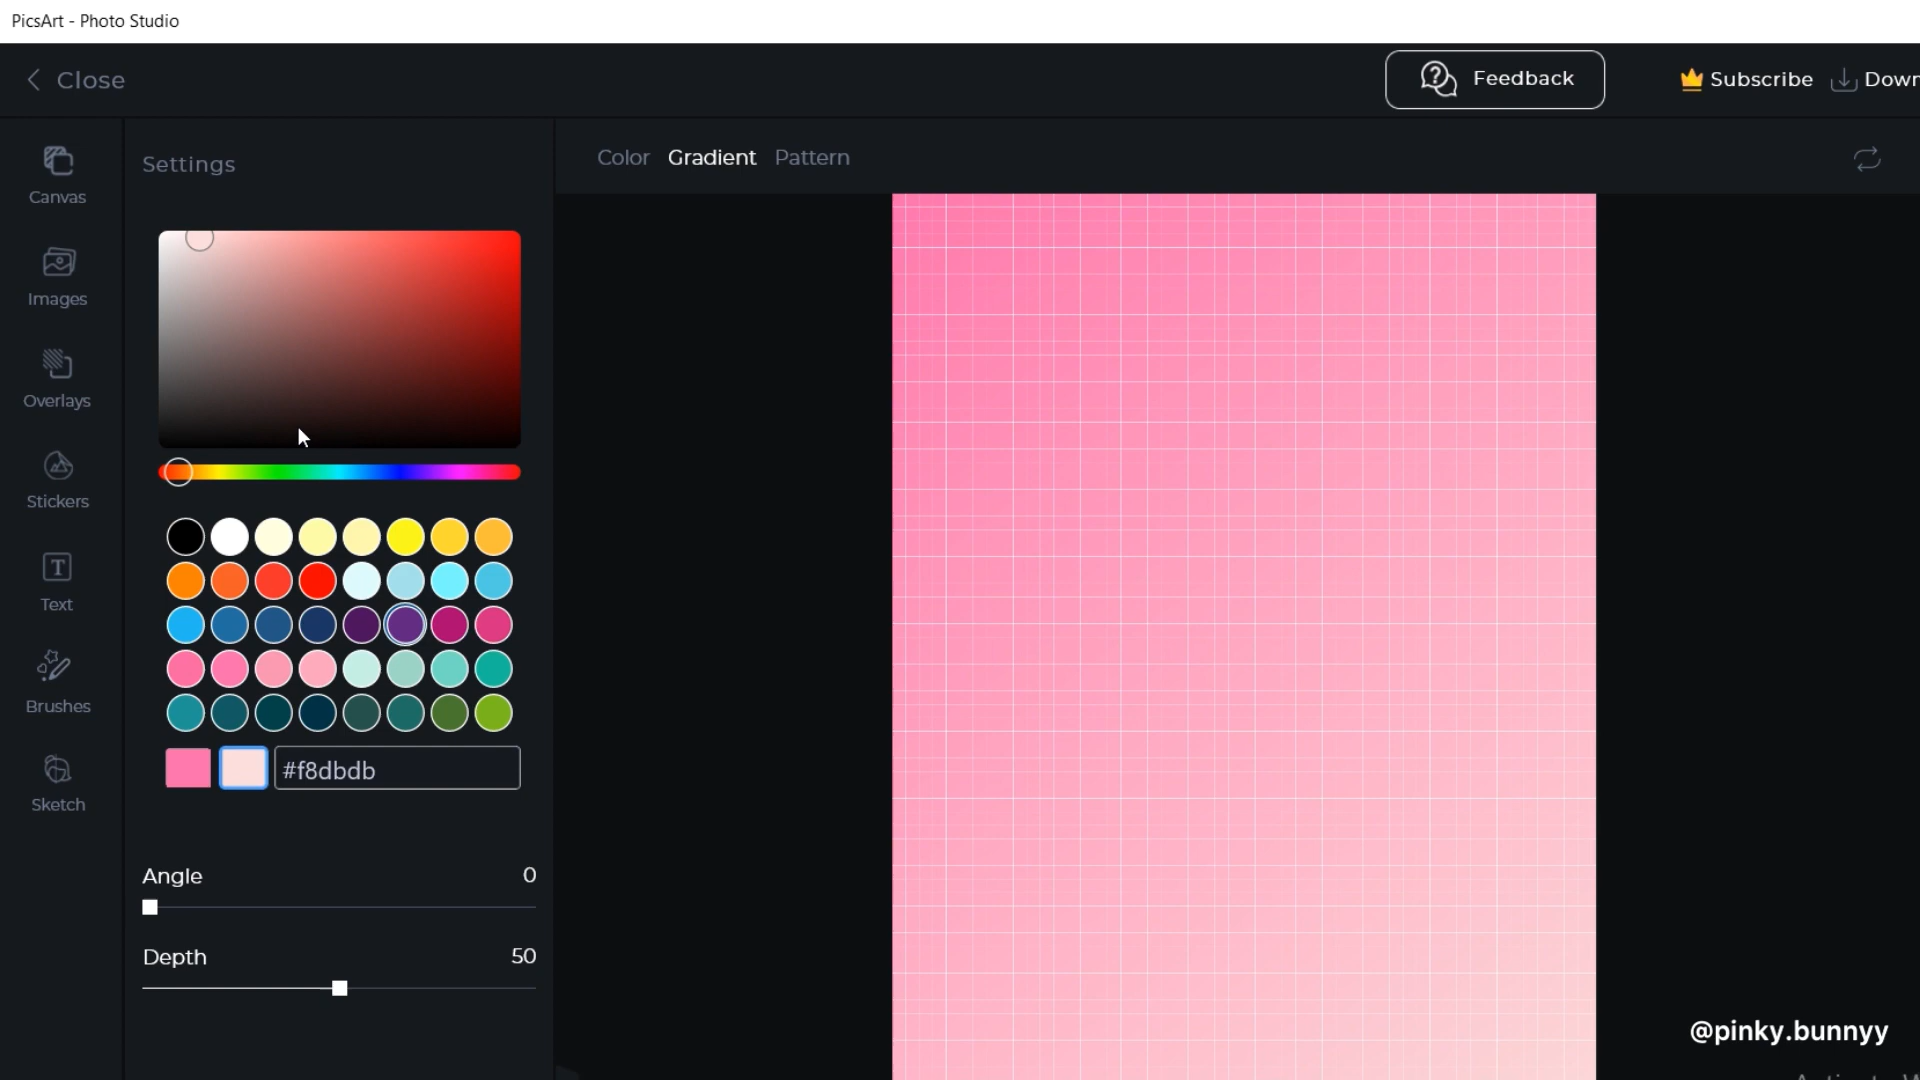 PicsArt - Photo Studio
Close
Feedback
Subscribe
Down
Canvas
Images
Overlays
Stickers
Text
Brushes
Sketch
Settings
#f8dbdb
Angle 0
Depth 50
Color Gradient Pattern
@pinky.bunnyy